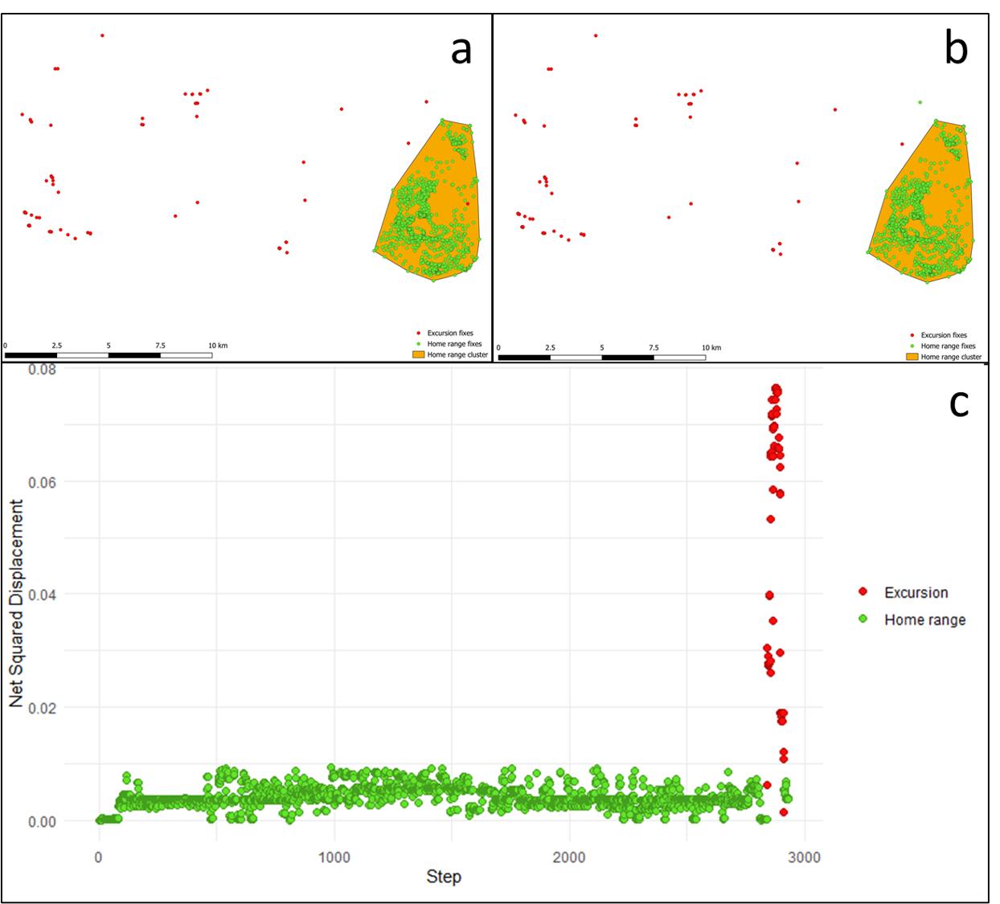 a
b
Excursion fixes
Home range fixes
Home range cluster
0 2.5 5 7.5 10 km
Excursion fixes
Home range fixes
Home range cluster
0 2.5 5 7.5 10 km
c
0.08
0.06
0.04
0.02
0.00
Net Squared Displacement
Excursion
Home range
0 1000 2000 3000
Step